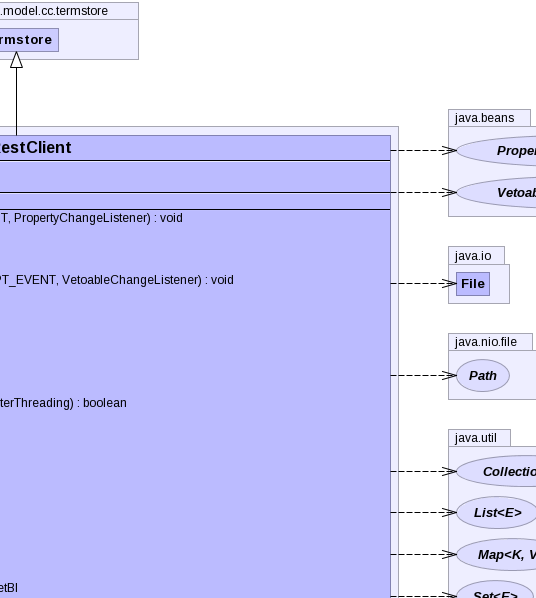 .model.cc.termstore
rmstore
estClient
T, PropertyChangeListener) : void
PT_EVENT, VetoableChangeListener) : void
terThreading) : boolean
etBl
java.beans
Proper
Vetoab
java.io
File
java.nio.file
Path
java.util
Collectio
List<E>
Map<K, V
Set<E>